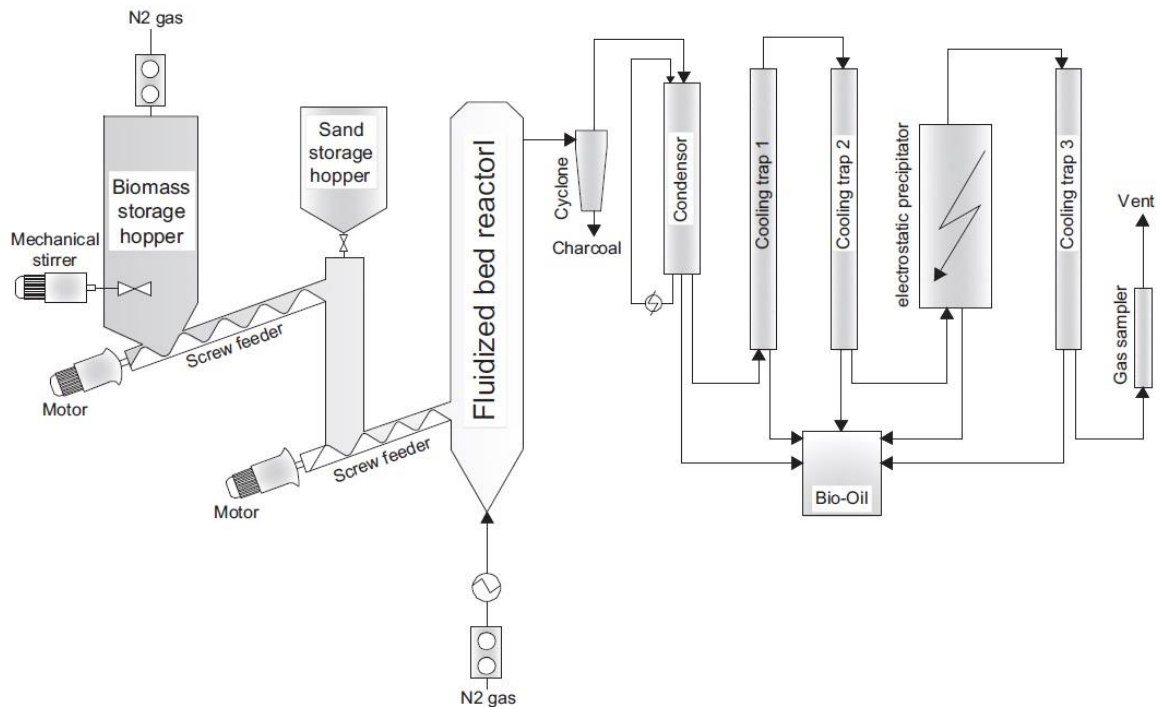 N2 gas
Biomass
storage
hopper
Mechanical
stirrer
Motor
Screw feeder
Sand
storage
hopper
Motor
Screw feeder
Fluidized bed reactorl
N2 gas
Cyclone
Charcoal
Condensor
Cooling trap 1
Cooling trap 2
electrostatic precipitator
Cooling trap 3
Bio-Oil
Gas sampler
Vent